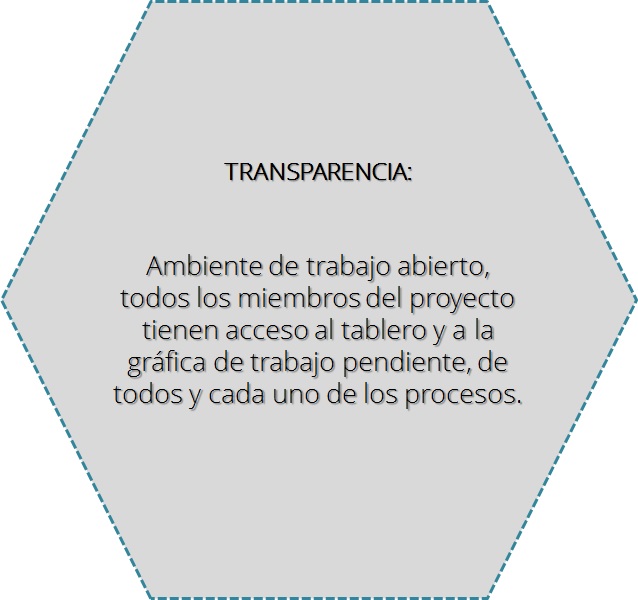 TRANSPARENCIA:
Ambiente de trabajo abierto,
todos los miembros del proyecto
tienen acceso al tablero y a la
gráfica de trabajo pendiente, de
todos y cada uno de los procesos.